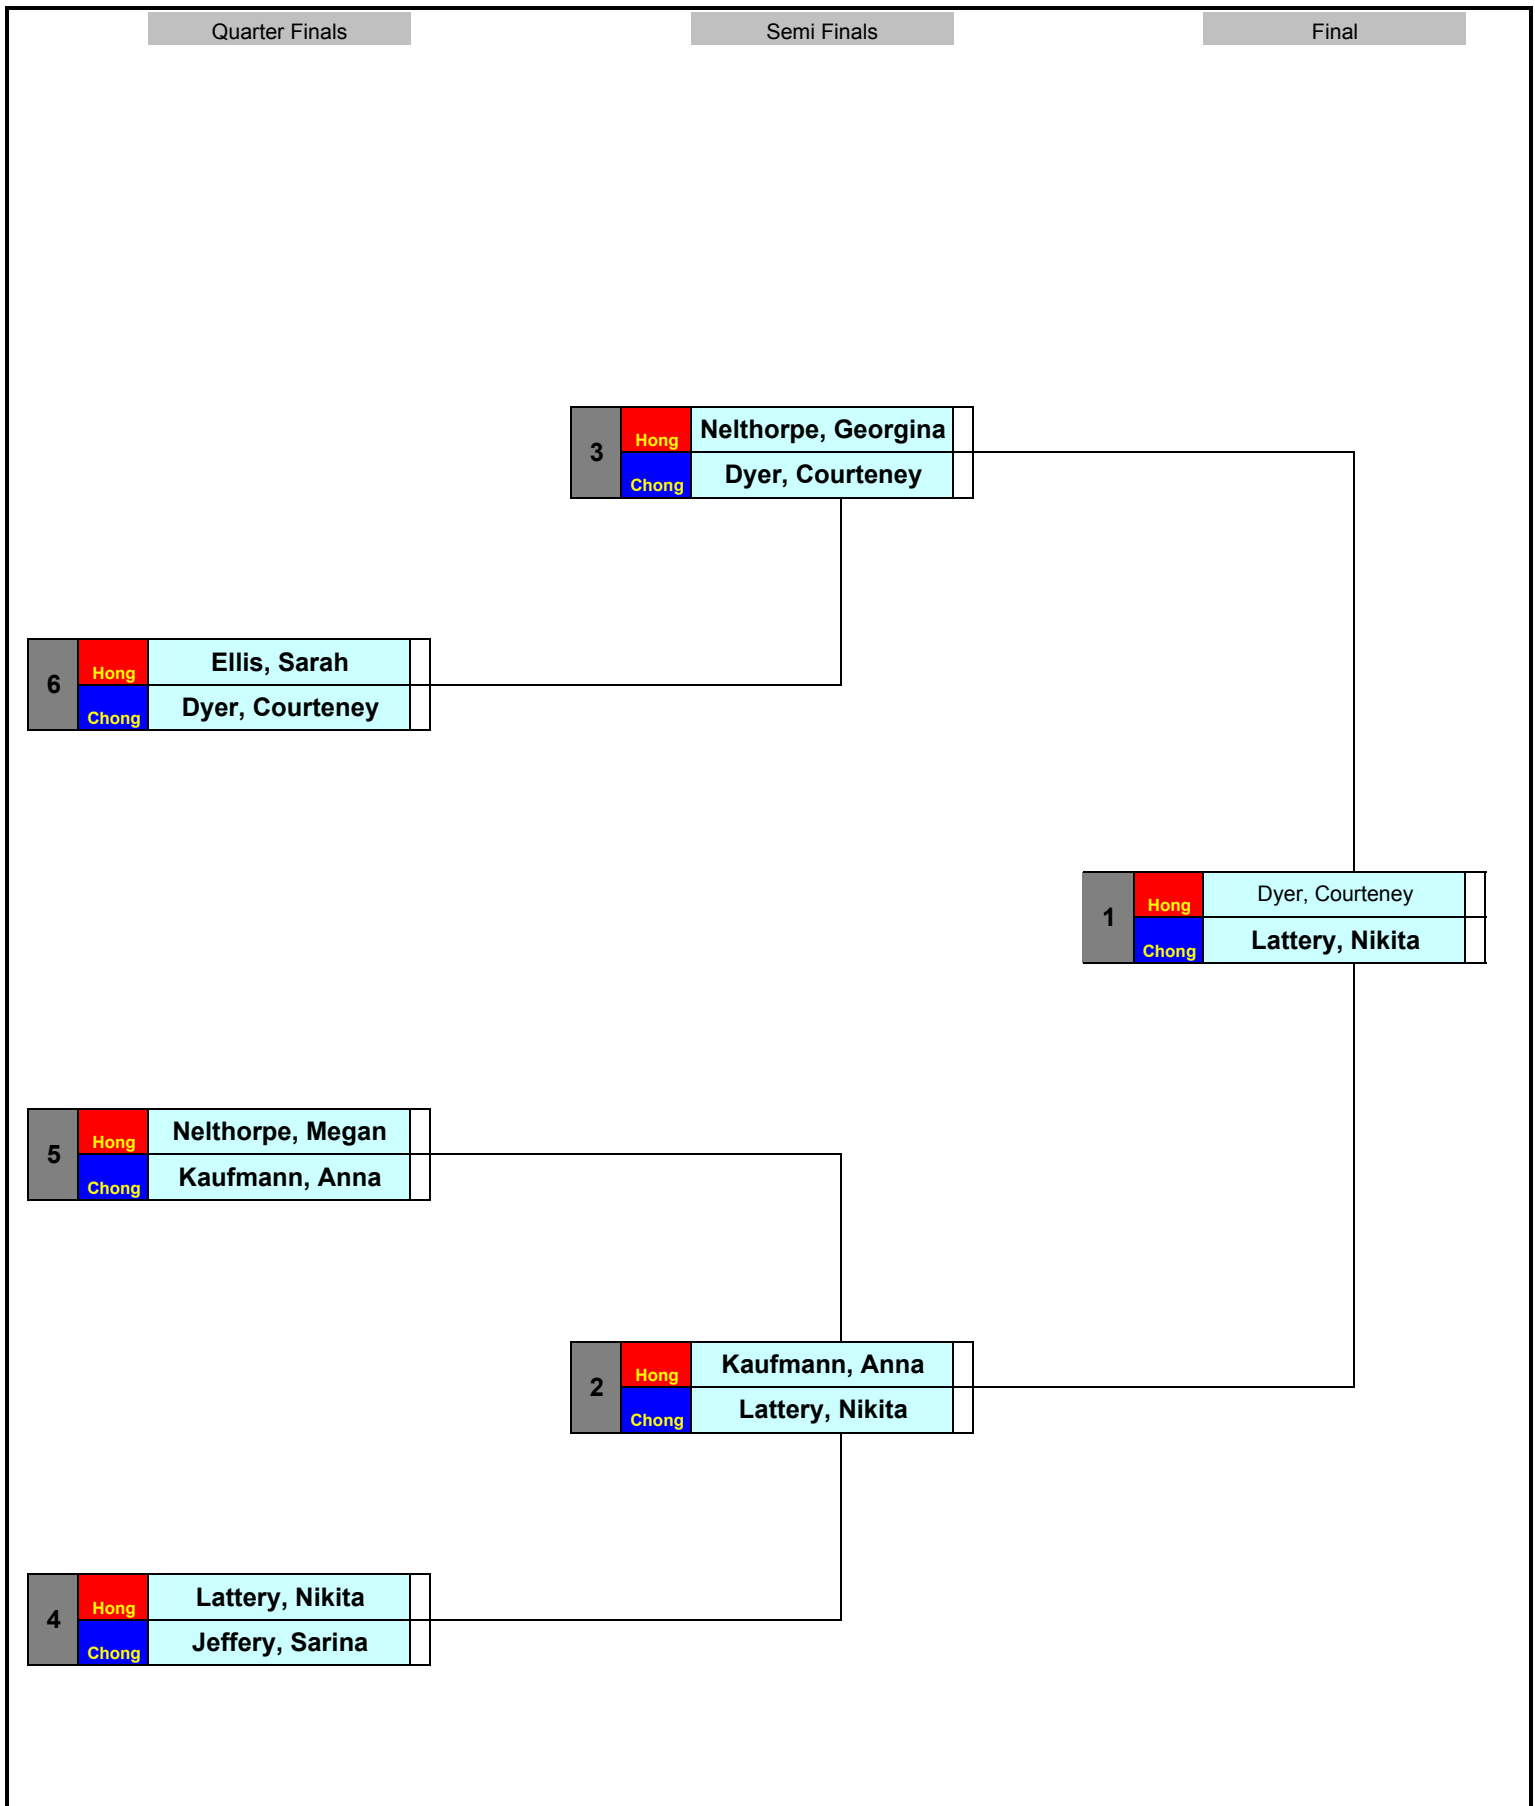 Quarter Finals Semi Finals Final
3 Hong Nelthorpe, Georgina
Chong Dyer, Courteney
6 Hong Ellis, Sarah
Chong Dyer, Courteney
1 Hong Dyer, Courteney
Chong Lattery, Nikita
5 Hong Nelthorpe, Megan
Chong Kaufmann, Anna
2 Hong Kaufmann, Anna
Chong Lattery, Nikita
4 Hong Lattery, Nikita
Chong Jeffery, Sarina